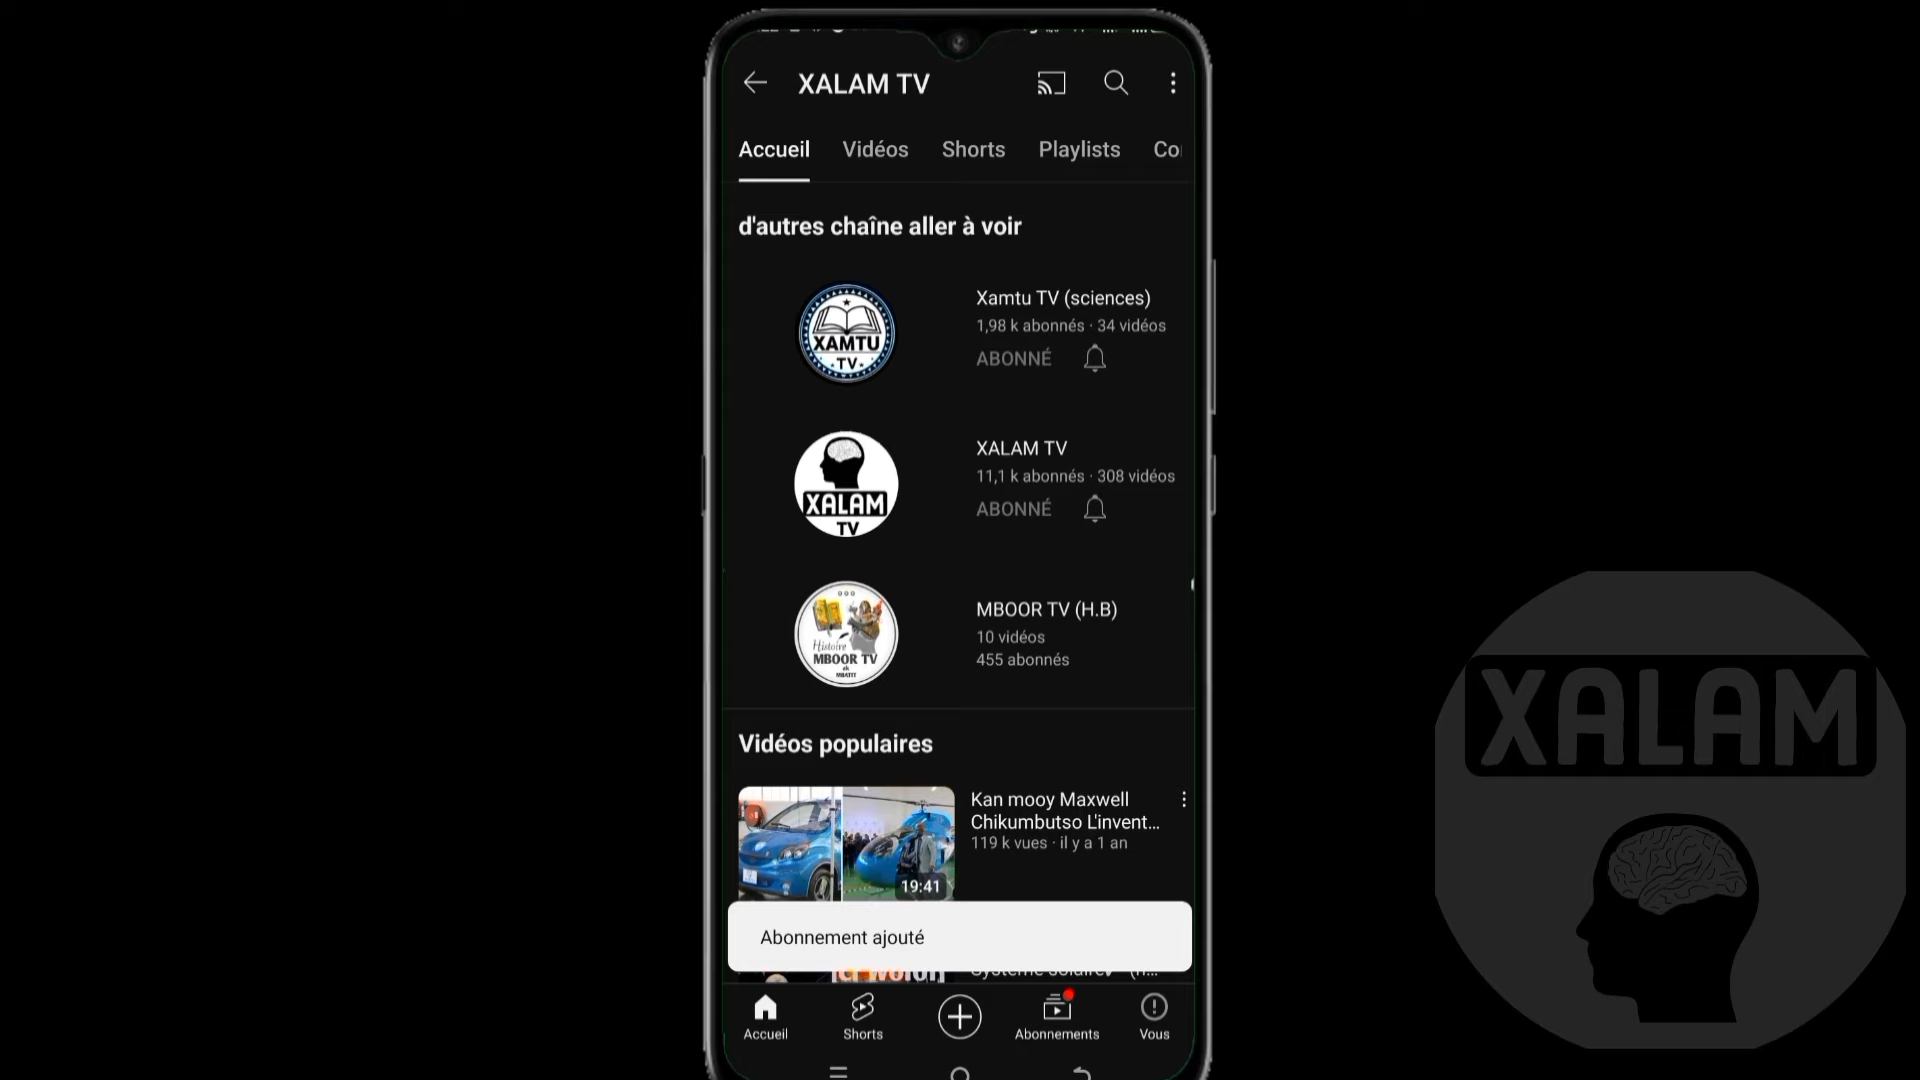 XALAM TV
Accueil Vidéos Shorts Playlists Co
d'autres chaîne aller à voir
XAMTU
TV
Xamtu TV (sciences)
1,98 k abonnés · 34 vidéos
ABONNÉ
XALAM
TV
XALAM TV
11,1 k abonnés · 308 vidéos
ABONNÉ
Histoire
MBOOR TV
ak
MBATIT
MBOOR TV (H.B)
10 vidéos
455 abonnés
Vidéos populaires
19:41
Kan mooy Maxwell
Chikumbutso L'invent...
119 k vues · il y a 1 an
Abonnement ajouté
Accueil Shorts Abonnements Vous
XALAM